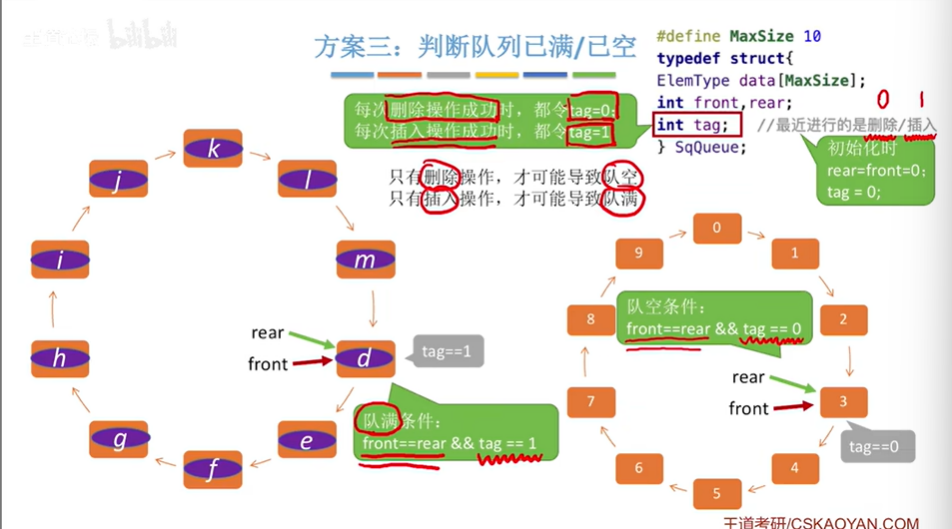 方案三：判断队列已满/已空
#define MaxSize 10
typedef struct{
ElemType data[MaxSize];
int front,rear;
int tag; //最近进行的是删除/插入
} SqQueue;
0 1
每次删除操作成功时，都令tag=0;
每次插入操作成功时，都令tag=1
初始化时
rear=front=0;
tag = 0;
只有删除操作，才可能导致队空
只有插入操作，才可能导致队满
k
j
l
i
m
rear
front
d
tag==1
h
g
e
f
队满条件：
front==rear && tag == 1
0
9
1
8
2
队空条件：
front==rear && tag == 0
rear
front
3
tag==0
7
6
4
5
王道考研/CSKAOYAN.COM